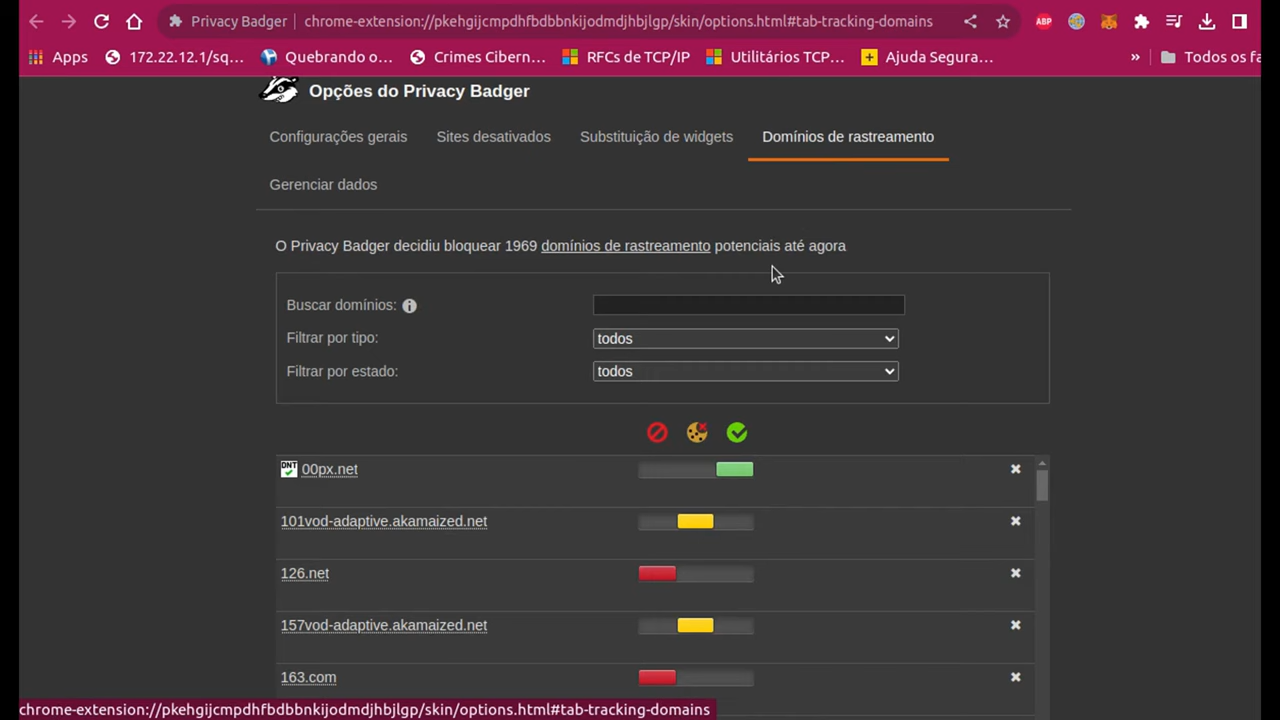 Privacy Badger chrome-extension://pkehgijcmpdhfbdbbnkijodmdjhbjlgp/skin/options.html#tab-tracking-domains ABP
Apps 172.22.12.1/sq... Quebrando o... Crimes Cibern... RFCs de TCP/IP Utilitários TCP... Ajuda Segura... » Todos os fa
Opções do Privacy Badger
Configurações gerais Sites desativados Substituição de widgets Domínios de rastreamento
Gerenciar dados
O Privacy Badger decidiu bloquear 1969 domínios de rastreamento potenciais até agora
Buscar domínios:
Filtrar por tipo: todos
Filtrar por estado: todos
DNT 00px.net
101vod-adaptive.akamaized.net
126.net
157vod-adaptive.akamaized.net
163.com
chrome-extension://pkehgijcmpdhfbdbbnkijodmdjhbjlgp/skin/options.html#tab-tracking-domains